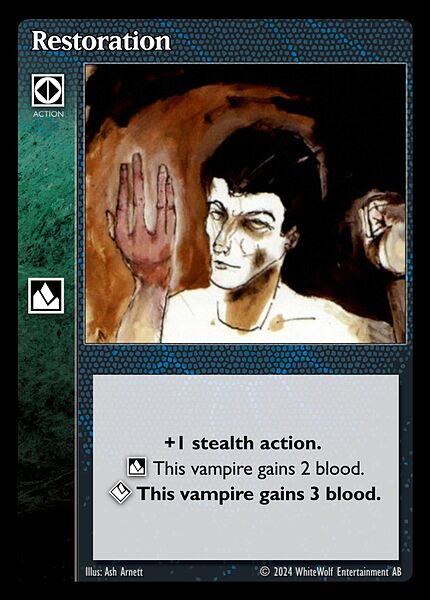 Restoration
ACTION
+1 stealth action.
This vampire gains 2 blood.
This vampire gains 3 blood.
Illus: Ash Arnett © 2024 WhiteWolf Entertainment AB